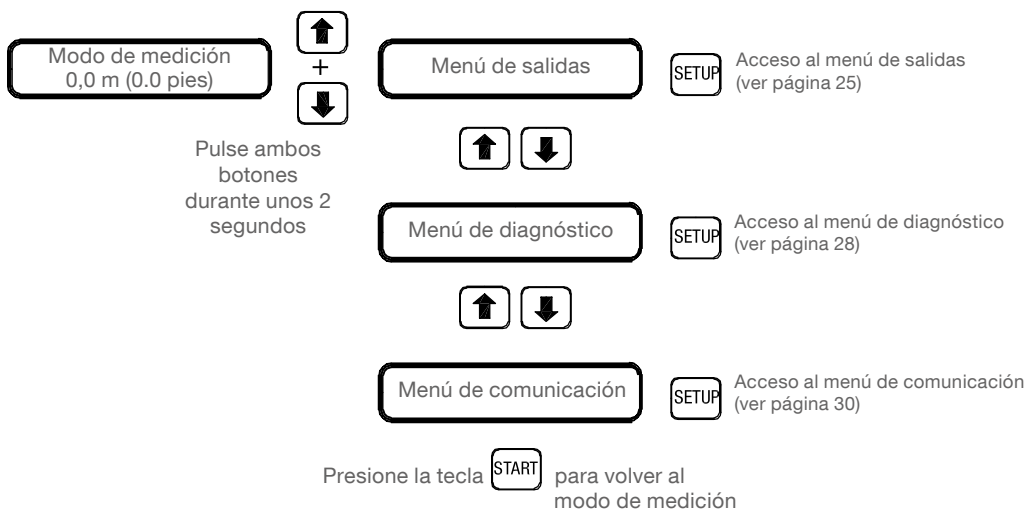 Modo de medición
0,0 m (0.0 pies)
+
Pulse ambos
botones
durante unos 2
segundos
Menú de salidas
SETUP
Acceso al menú de salidas
(ver página 25)
Menú de diagnóstico
SETUP
Acceso al menú de diagnóstico
(ver página 28)
Menú de comunicación
SETUP
Acceso al menú de comunicación
(ver página 30)
Presione la tecla START para volver al
modo de medición